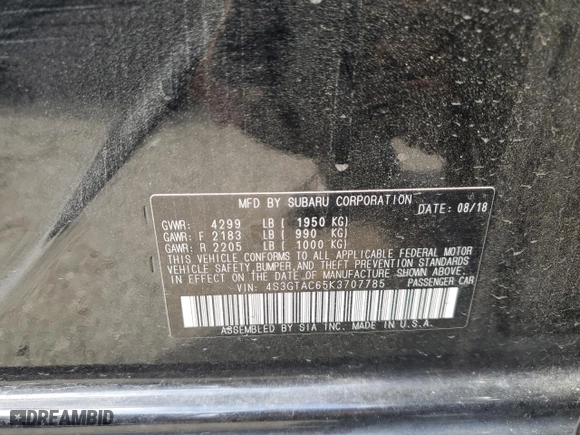 MFD BY SUBARU CORPORATION
DATE: 08/18
GVWR: 4299 LB ( 1950 KG)
GAWR: F 2183 LB ( 990 KG)
GAWR: R 2205 LB ( 1000 KG)
THIS VEHICLE CONFORMS TO ALL APPLICABLE FEDERAL MOTOR
VEHICLE SAFETY, BUMPER, AND THEFT PREVENTION STANDARDS
IN EFFECT ON THE DATE OF MANUFACTURE SHOWN ABOVE.
VIN: 4S3GTAC65K3707785 PASSENGER CAR
ASSEMBLED BY SIA INC. MADE IN U.S.A.
DREAMBID